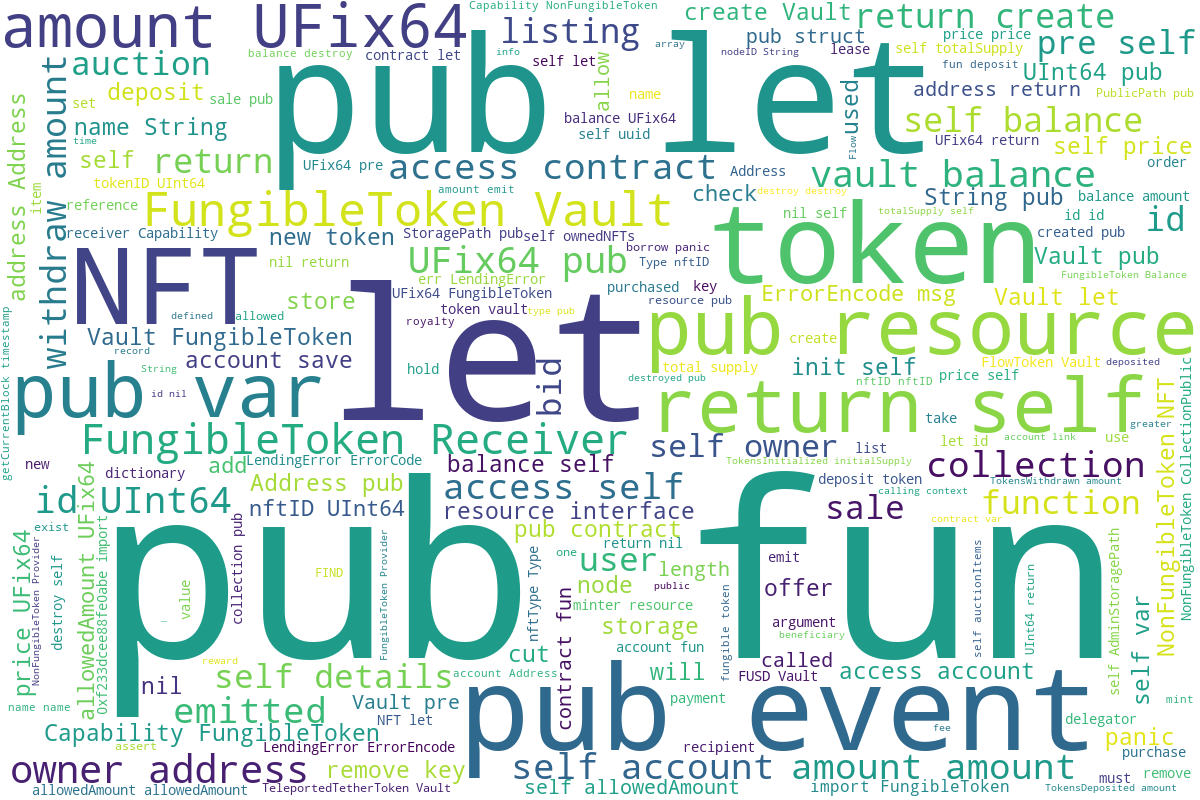 Capability NonFungibleToken
amount UFix64
listing
create Vault
return create
pub struct
price price
pre self
array
balance destroy
contract let
info
self let
nodeID String
lease
self totalSupply
fun deposit
auction
pub let
allow
used
UInt64 pub
deposit
set
sale pub
name
address return
PublicPath pub
balance UFix64
self balance
name String
time
self uuid
Flow
UFix64 return
self price
self return
UFix64 pre
access contract
Address
vault balance
order
withdraw amount
address Address
item
tokenID UInt64
amount emit
check
destroy destroy
String pub
balance amount
reference
FungibleToken Vault
nil self
totalSupply self
id id
id
receiver Capability
new token
StoragePath pub
self ownedNFTs
token
created pub
nil return
NFT
UFix64 pub
borrow panic
Type nftID
Vault pub
err LendingError
purchased
key
FungibleToken Balance
store
UFix64 FungibleToken
resource pub
ErrorEncode msg
Vault let
defined
allowed
token vault
type pub
let
pub resource
Vault FungibleToken
royalty
create
record
account save
bid
total supply
init self
FlowToken Vault
deposited
String
hold
destroyed pub
nftID nftID
price self
pub var
id nil
return self
take
greater
getCurrentBlock timestamp
FungibleToken Receiver
self owner
list
let id
account link
use
new
LendingError ErrorCode
balance self
TokensInitialized initialSupply
deposit token
collection
NonFungibleToken NFT
NonFungibleToken CollectionPublic
dictionary
add
Address pub
access self
calling context
TokensWithdrawn amount
id UInt64
nftID UInt64
resource interface
sale
function
contract var
exist
allowedAmount UFix64
0xf233dcee88fe0abe import
pub contract
pub fun
return nil
one
emit
price UFix64
NonFungibleToken Provider
destroy self
collection pub
FungibleToken Provider
nftType Type
user
length
self auctionItems
UInt64 return
self AdminStoragePath
FIND
node
public
offer
value
minter resource
fungible token
storage
argument
beneficiary
contract fun
account fun
called
self var
reward
cut
will
access account
nil
self details
account Address
FUSD Vault
name name
emitted
Vault pre
pub event
payment
mint
NFT let
delegator
Capability FungibleToken
fee
assert
LendingError ErrorEncode
recipient
panic
purchase
owner address
remove key
self account
amount amount
must
remove
allowedAmount allowedAmount
TeleportedTetherToken Vault
self allowedAmount
import FungibleToken
TokensDeposited amount